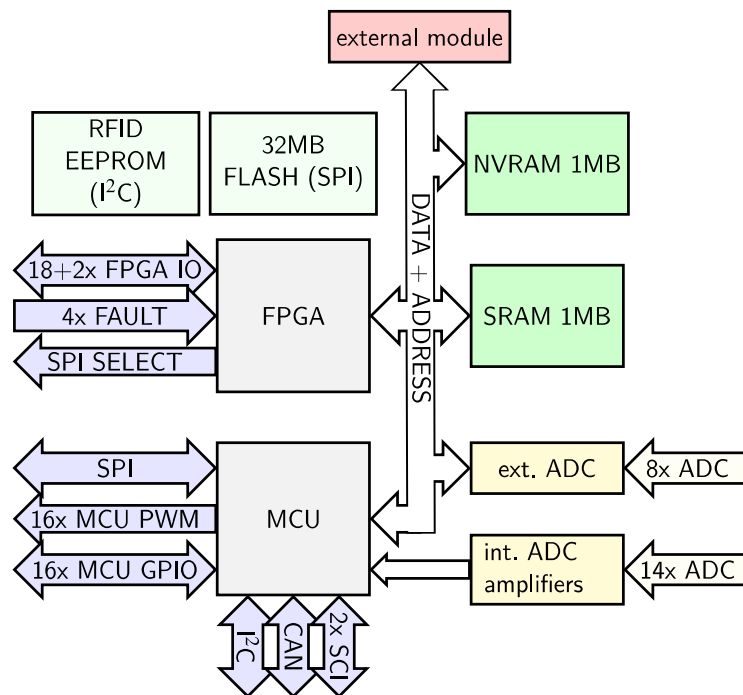 external module
RFID
EEPROM
(I²C)
32MB
FLASH (SPI)
NVRAM 1MB
DATA + ADDRESS
18+2x FPGA IO
4x FAULT
SPI SELECT
FPGA
SRAM 1MB
SPI
16x MCU PWM
16x MCU GPIO
MCU
ext. ADC
8x ADC
int. ADC
amplifiers
14x ADC
I²C
CAN
2x SCI